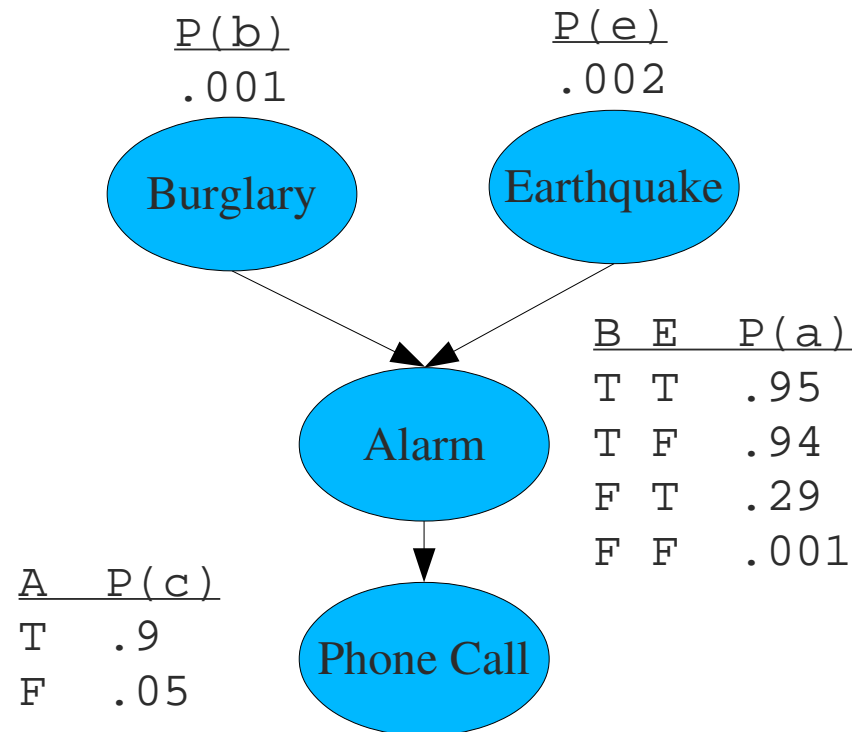 P(b)
.001
P(e)
.002
Burglary
Earthquake
B E P(a)
T T .95
T F .94
F T .29
F F .001
Alarm
A P(c)
T .9
F .05
Phone Call